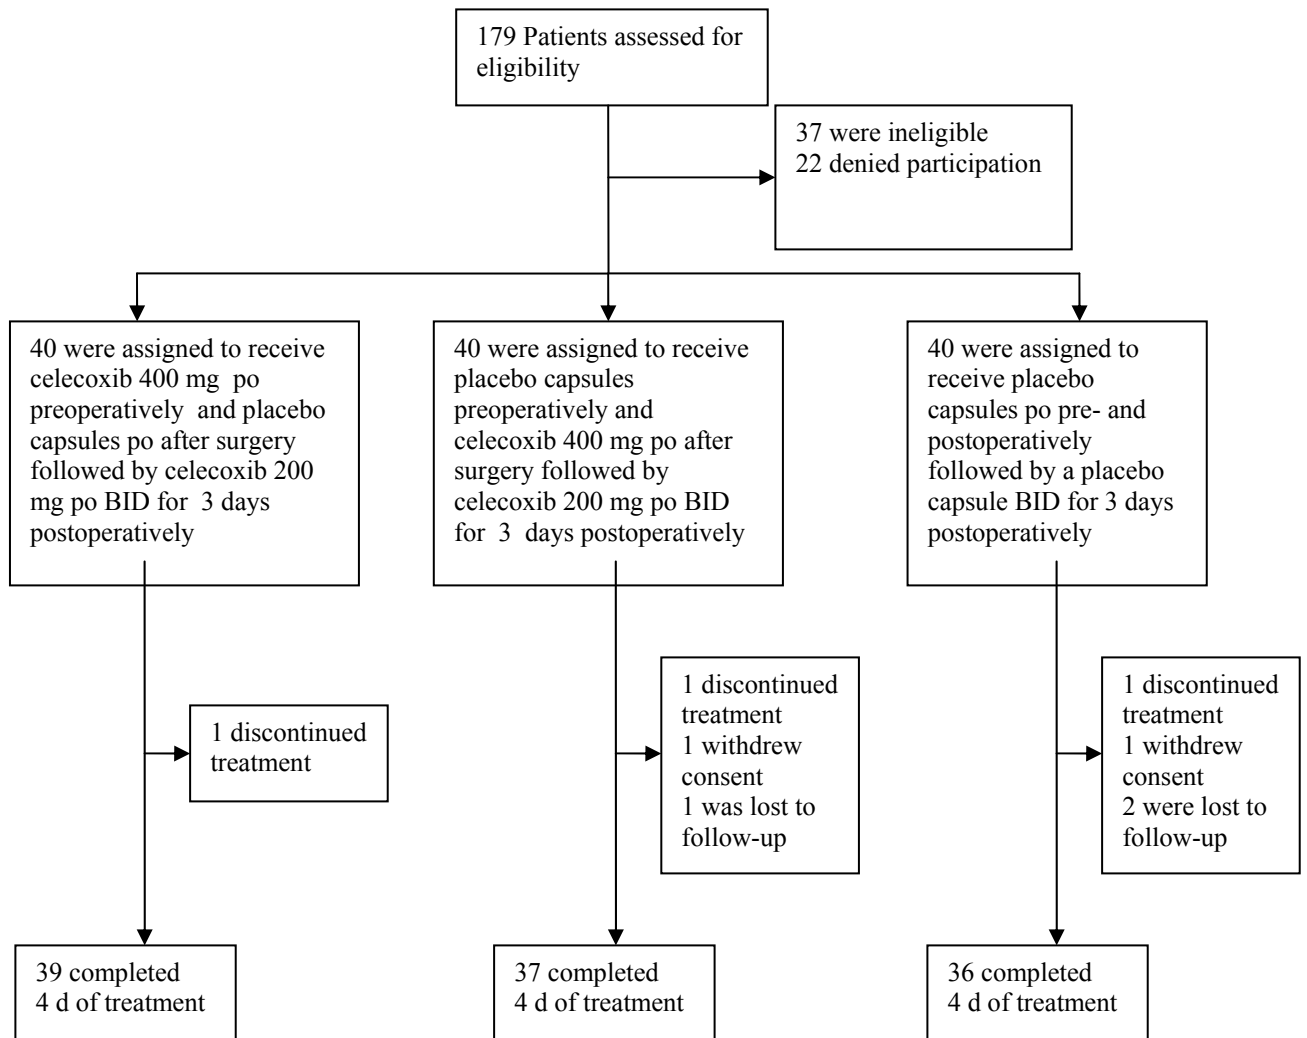 179 Patients assessed for
eligibility
37 were ineligible
22 denied participation
40 were assigned to receive
celecoxib 400 mg po
preoperatively and placebo
capsules po after surgery
followed by celecoxib 200
mg po BID for 3 days
postoperatively
40 were assigned to receive
placebo capsules
preoperatively and
celecoxib 400 mg po after
surgery followed by
celecoxib 200 mg po BID
for 3 days postoperatively
40 were assigned to
receive placebo
capsules po pre- and
postoperatively
followed by a placebo
capsule BID for 3 days
postoperatively
1 discontinued
treatment
1 discontinued
treatment
1 withdrew
consent
1 was lost to
follow-up
1 discontinued
treatment
1 withdrew
consent
2 were lost to
follow-up
39 completed
4 d of treatment
37 completed
4 d of treatment
36 completed
4 d of treatment